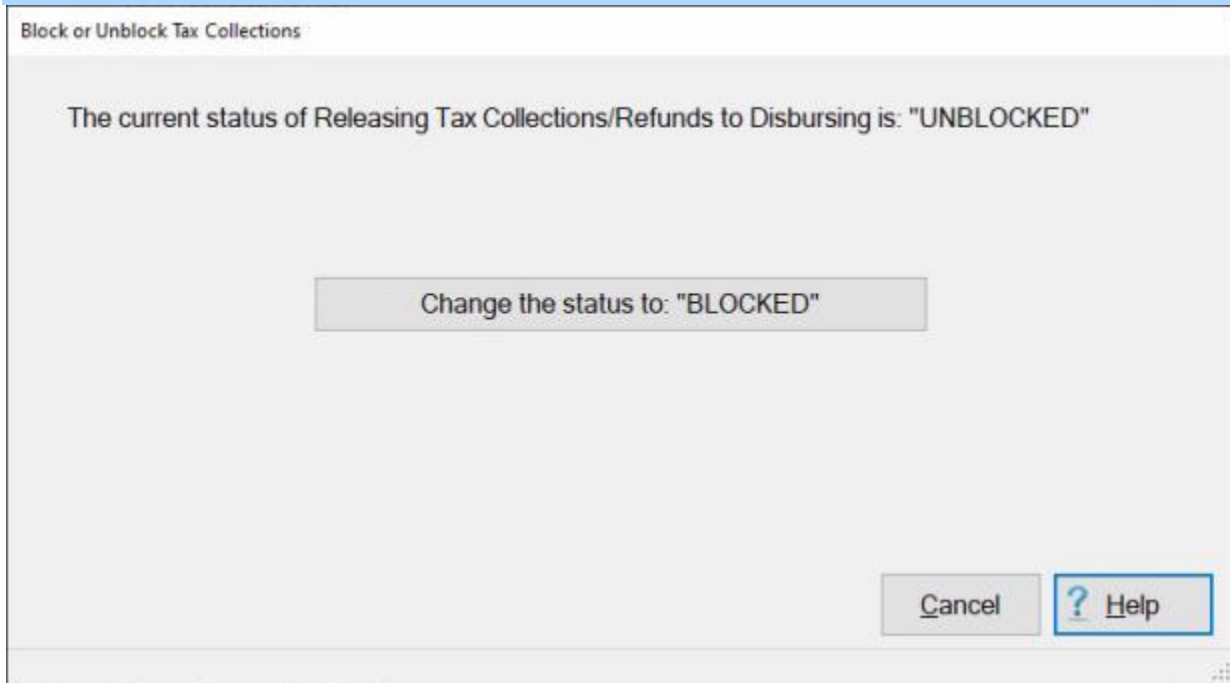 Block or Unblock Tax Collections
The current status of Releasing Tax Collections/Refunds to Disbursing is: "UNBLOCKED"
Change the status to: "BLOCKED"
Cancel
? Help